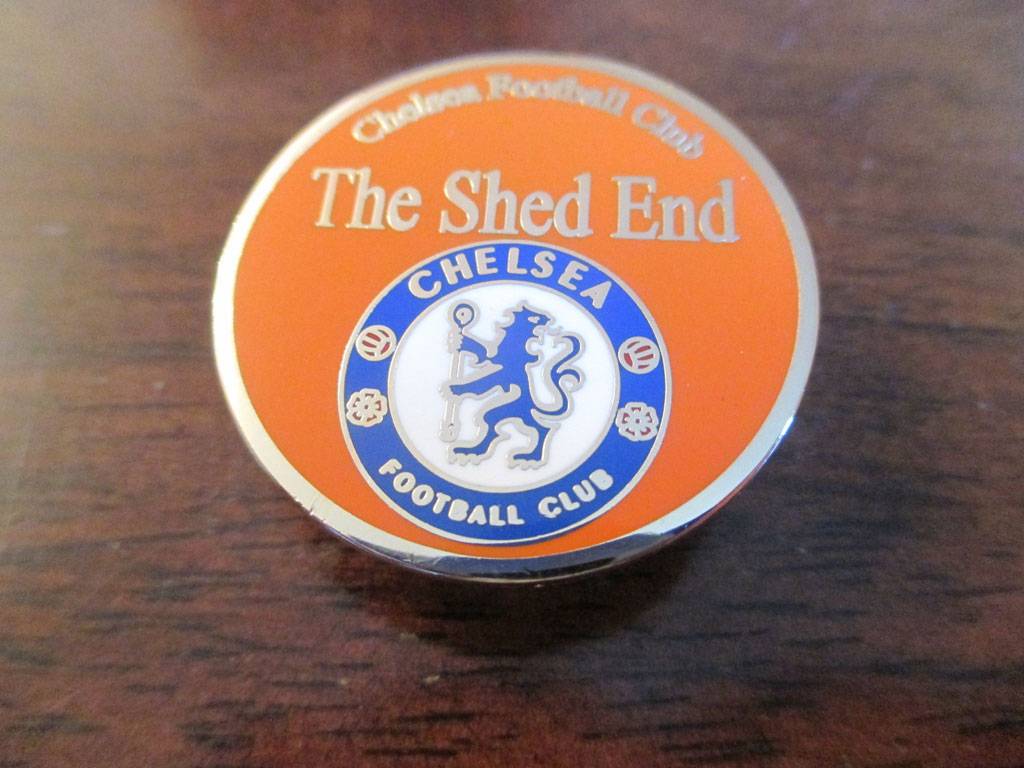 Chelsea Football Club
The Shed End
CHELSEA
FOOTBALL CLUB